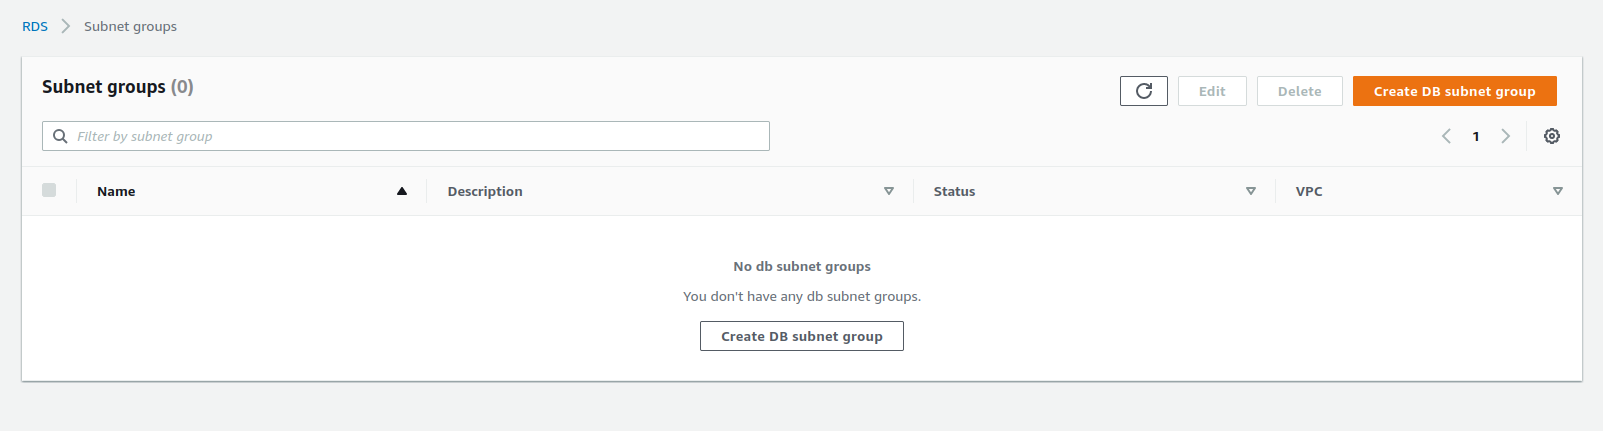 RDS Subnet groups
Subnet groups (0)
Edit Delete Create DB subnet group
Filter by subnet group
1
Name Description Status VPC
No db subnet groups
You don't have any db subnet groups.
Create DB subnet group